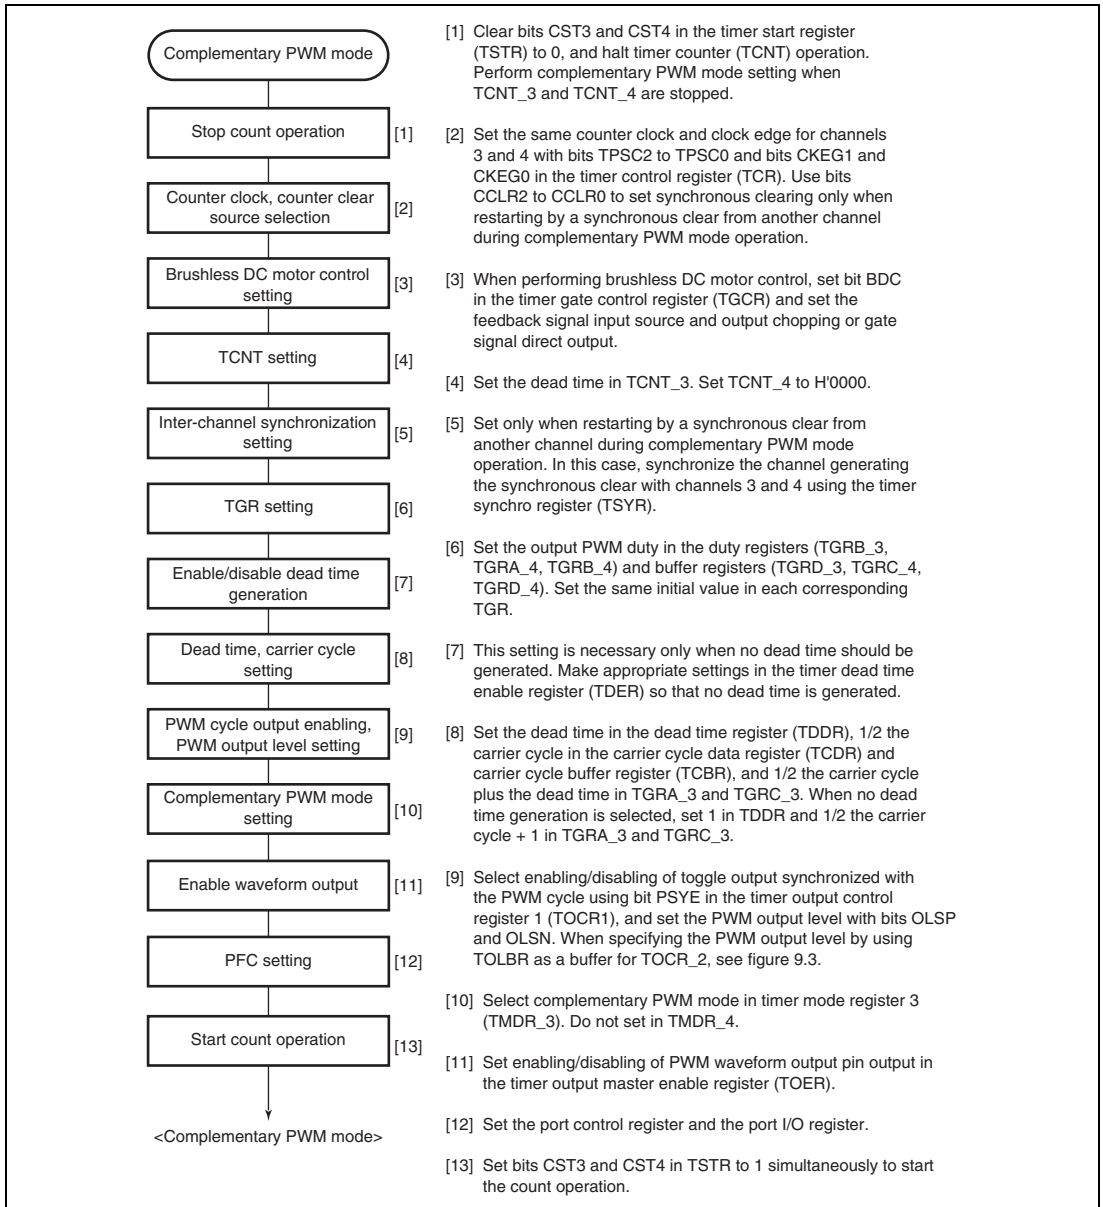 Complementary PWM mode
Stop count operation
[1]
Counter clock, counter clear
source selection
[2]
Brushless DC motor control
setting
[3]
TCNT setting
[4]
Inter-channel synchronization
setting
[5]
TGR setting
[6]
Enable/disable dead time
generation
[7]
Dead time, carrier cycle
setting
[8]
PWM cycle output enabling,
PWM output level setting
[9]
Complementary PWM mode
setting
[10]
Enable waveform output
[11]
PFC setting
[12]
Start count operation
[13]
<Complementary PWM mode>
[1] Clear bits CST3 and CST4 in the timer start register
(TSTR) to 0, and halt timer counter (TCNT) operation.
Perform complementary PWM mode setting when
TCNT_3 and TCNT_4 are stopped.
[2] Set the same counter clock and clock edge for channels
3 and 4 with bits TPSC2 to TPSC0 and bits CKEG1 and
CKEG0 in the timer control register (TCR). Use bits
CCLR2 to CCLR0 to set synchronous clearing only when
restarting by a synchronous clear from another channel
during complementary PWM mode operation.
[3] When performing brushless DC motor control, set bit BDC
in the timer gate control register (TGCR) and set the
feedback signal input source and output chopping or gate
signal direct output.
[4] Set the dead time in TCNT_3. Set TCNT_4 to H'0000.
[5] Set only when restarting by a synchronous clear from
another channel during complementary PWM mode
operation. In this case, synchronize the channel generating
the synchronous clear with channels 3 and 4 using the timer
synchro register (TSYR).
[6] Set the output PWM duty in the duty registers (TGRB_3,
TGRA_4, TGRB_4) and buffer registers (TGRD_3, TGRC_4,
TGRD_4). Set the same initial value in each corresponding
TGR.
[7] This setting is necessary only when no dead time should be
generated. Make appropriate settings in the timer dead time
enable register (TDER) so that no dead time is generated.
[8] Set the dead time in the dead time register (TDDR), 1/2 the
carrier cycle in the carrier cycle data register (TCDR) and
carrier cycle buffer register (TCBR), and 1/2 the carrier cycle
plus the dead time in TGRA_3 and TGRC_3. When no dead
time generation is selected, set 1 in TDDR and 1/2 the carrier
cycle + 1 in TGRA_3 and TGRC_3.
[9] Select enabling/disabling of toggle output synchronized with
the PWM cycle using bit PSYE in the timer output control
register 1 (TOCR1), and set the PWM output level with bits OLSP
and OLSN. When specifying the PWM output level by using
TOLBR as a buffer for TOCR_2, see figure 9.3.
[10] Select complementary PWM mode in timer mode register 3
(TMDR_3). Do not set in TMDR_4.
[11] Set enabling/disabling of PWM waveform output pin output in
the timer output master enable register (TOER).
[12] Set the port control register and the port I/O register.
[13] Set bits CST3 and CST4 in TSTR to 1 simultaneously to start
the count operation.